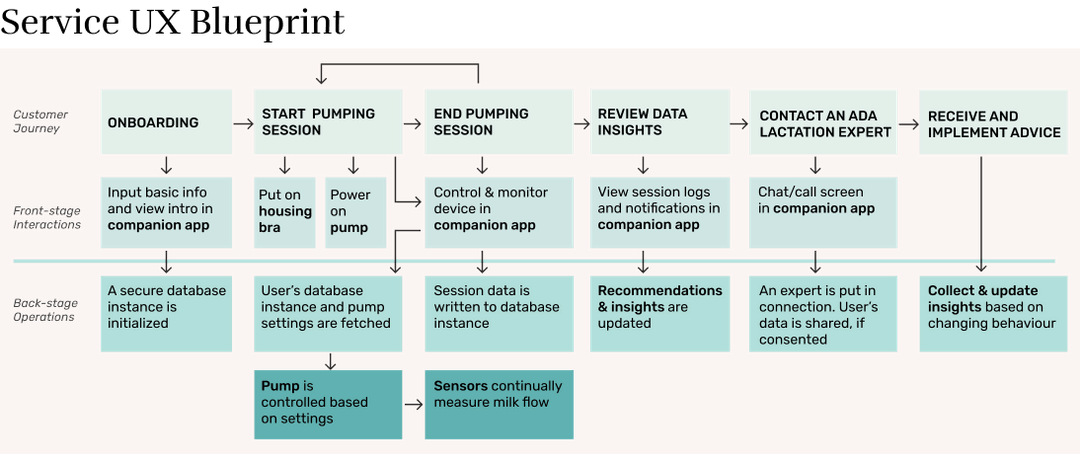 Service UX Blueprint
Customer
Journey
ONBOARDING
START PUMPING
SESSION
END PUMPING
SESSION
REVIEW DATA
INSIGHTS
CONTACT AN ADA
LACTATION EXPERT
RECEIVE AND
IMPLEMENT ADVICE
Front-stage
Interactions
Input basic info
and view intro in
companion app
Put on
housing
bra
Power
on
pump
Control & monitor
device in
companion app
View session logs
and notifications in
companion app
Chat/call screen
in companion app
Back-stage
Operations
A secure database
instance is
initialized
User's database
instance and pump
settings are fetched
Session data is
written to database
instance
Recommendations
& insights are
updated
An expert is put in
connection. User's
data is shared, if
consented
Collect & update
insights based on
changing behaviour
Pump is
controlled based
on settings
Sensors continually
measure milk flow